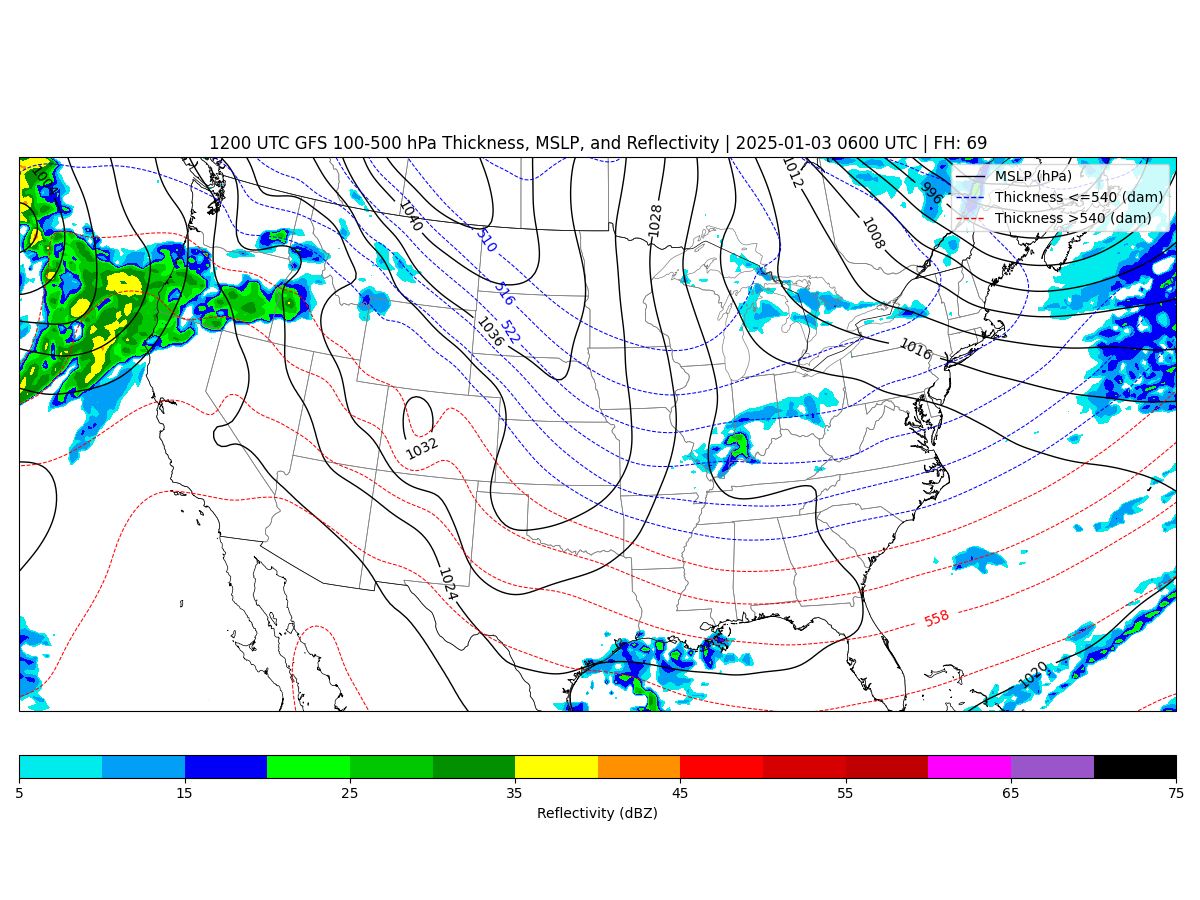 1200 UTC GFS 100-500 hPa Thickness, MSLP, and Reflectivity | 2025-01-03 0600 UTC | FH: 69
MSLP (hPa)
Thickness <=540 (dam)
Thickness >540 (dam)
1012
996
1040
1028
1008
510
516
522
1036
1016
1032
1024
558
1020
5 15 25 35 45 55 65 75
Reflectivity (dBZ)